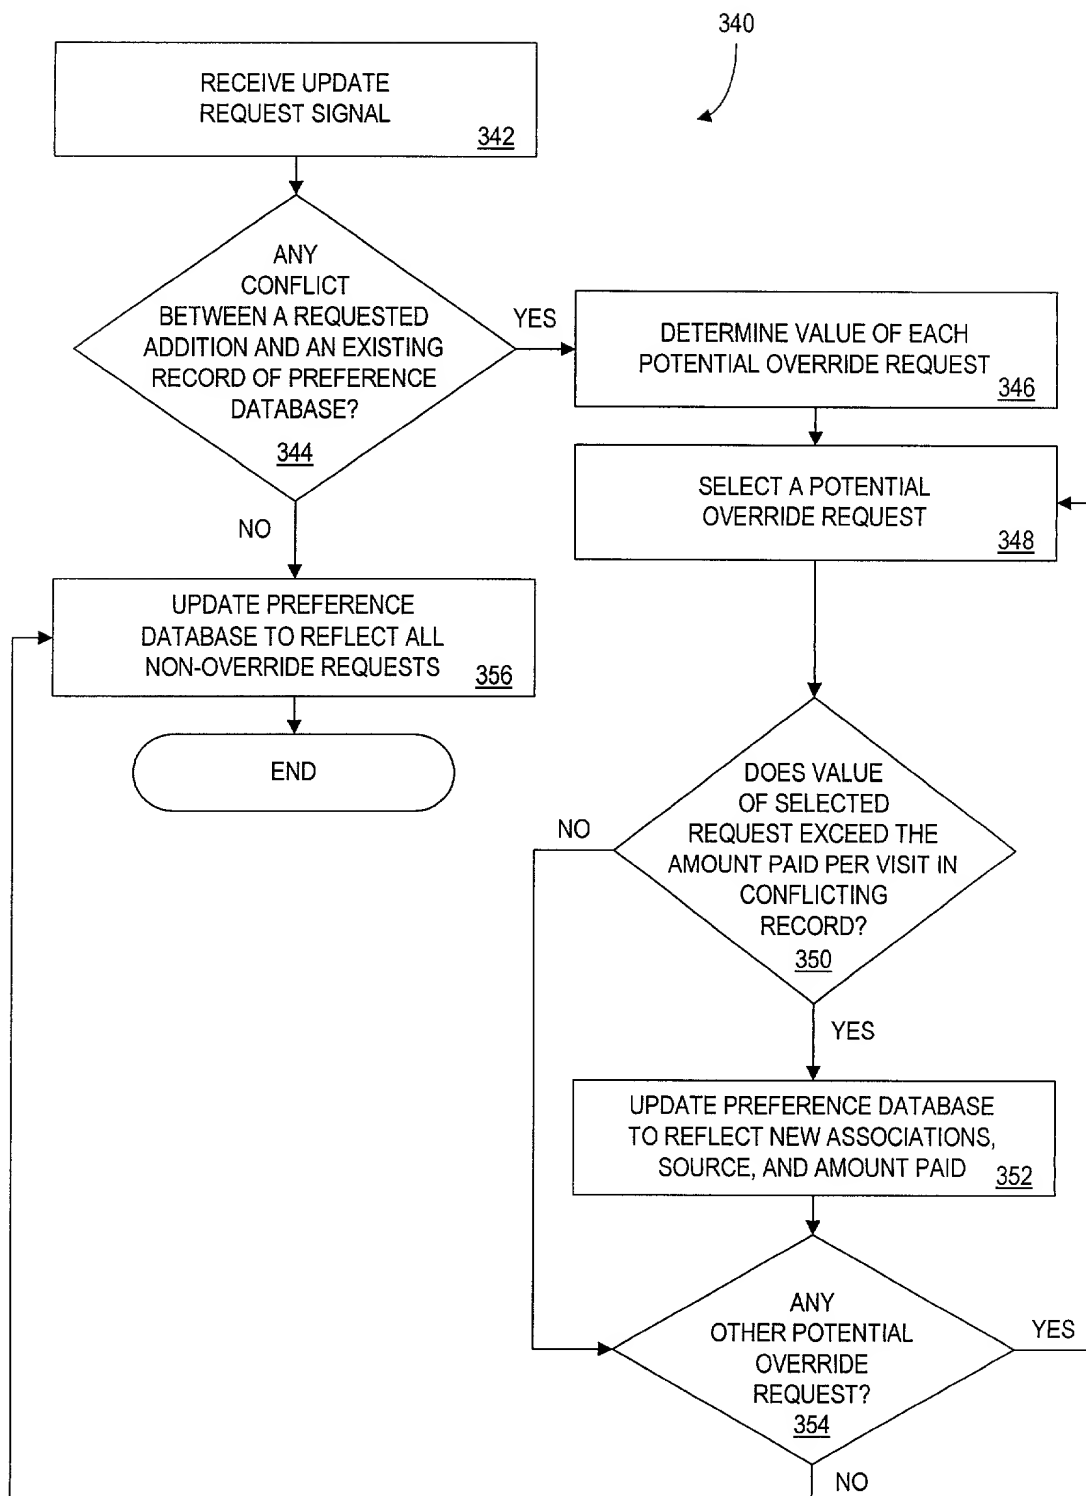 340
RECEIVE UPDATE
REQUEST SIGNAL
342
ANY
CONFLICT
BETWEEN A REQUESTED
ADDITION AND AN EXISTING
RECORD OF PREFERENCE
DATABASE?
344
YES
DETERMINE VALUE OF EACH
POTENTIAL OVERRIDE REQUEST
346
SELECT A POTENTIAL
OVERRIDE REQUEST
348
NO
UPDATE PREFERENCE
DATABASE TO REFLECT ALL
NON-OVERRIDE REQUESTS
356
END
DOES VALUE
OF SELECTED
REQUEST EXCEED THE
AMOUNT PAID PER VISIT IN
CONFLICTING
RECORD?
350
NO
YES
UPDATE PREFERENCE DATABASE
TO REFLECT NEW ASSOCIATIONS,
SOURCE, AND AMOUNT PAID
352
ANY
OTHER POTENTIAL
OVERRIDE
REQUEST?
354
YES
NO